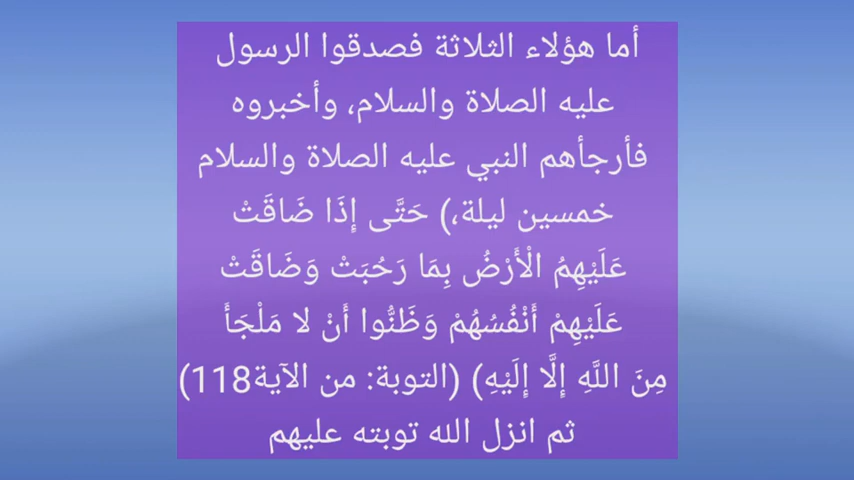 أما هؤلاء الثلاثة فصدقوا الرسول
عليه الصلاة والسلام، وأخبروه
فأرجأهم النبي عليه الصلاة والسلام
خمسين ليلة،) حَتَّى إِذَا ضَاقَتْ
عَلَيْهِمُ الْأَرْضُ بِمَا رَحُبَتْ وَضَاقَتْ
عَلَيْهِمْ أَنْفُسُهُمْ وَظَنُّوا أَنْ لا مَلْجَأَ
مِنَ اللَّهِ إِلَّا إِلَيْهِ) (التوبة: من الآية118)
ثم انزل الله توبته عليهم